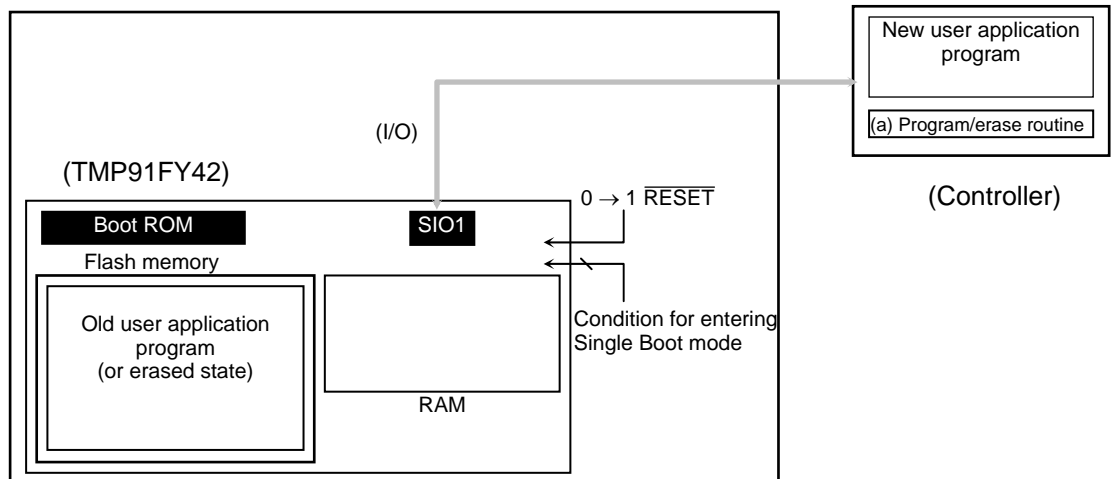 New user application
program
(a) Program/erase routine
(Controller)
(I/O)
(TMP91FY42)
0 → 1 RESET
Boot ROM
SIO1
Flash memory
Condition for entering
Single Boot mode
Old user application
program
(or erased state)
RAM